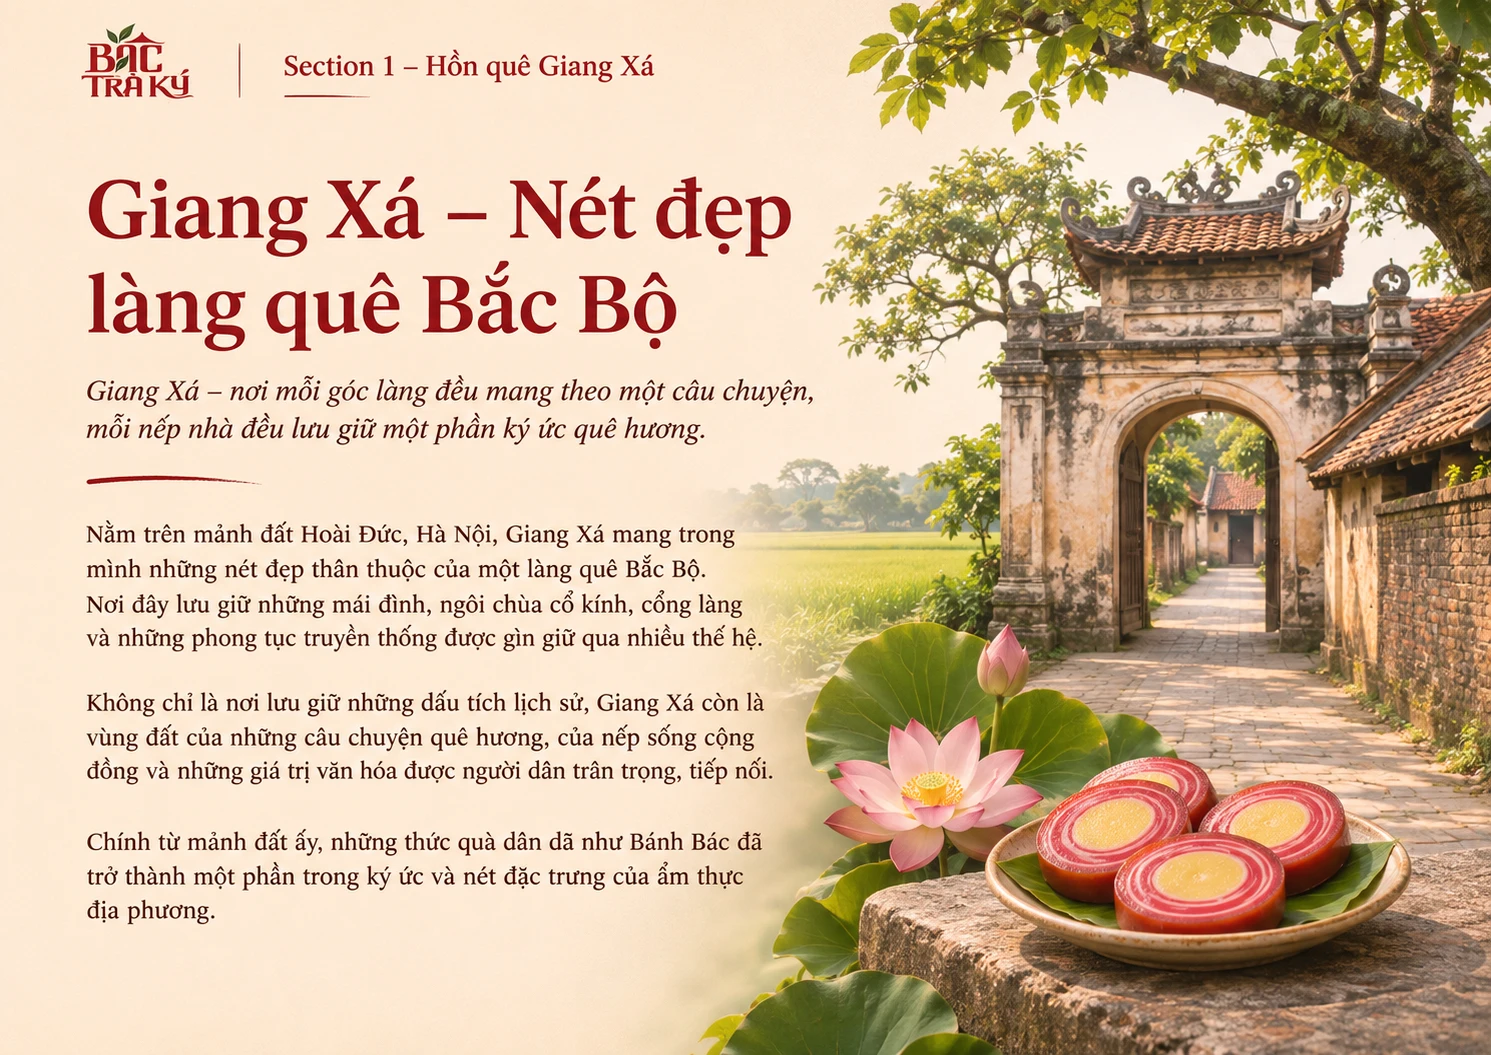 BÁC
TRÀ KÝ
Section 1 – Hồn quê Giang Xá
Giang Xá – Nét đẹp
làng quê Bắc Bộ
Giang Xá – nơi mỗi góc làng đều mang theo một câu chuyện,
mỗi nếp nhà đều lưu giữ một phần ký ức quê hương.
Nằm trên mảnh đất Hoài Đức, Hà Nội, Giang Xá mang trong
mình những nét đẹp thân thuộc của một làng quê Bắc Bộ.
Nơi đây lưu giữ những mái đình, ngôi chùa cổ kính, cổng làng
và những phong tục truyền thống được gìn giữ qua nhiều thế hệ.
Không chỉ là nơi lưu giữ những dấu tích lịch sử, Giang Xá còn là
vùng đất của những câu chuyện quê hương, của nếp sống cộng
đồng và những giá trị văn hóa được người dân trân trọng, tiếp nối.
Chính từ mảnh đất ấy, những thức quà dân dã như Bánh Bác đã
trở thành một phần trong ký ức và nét đặc trưng của ẩm thực
địa phương.